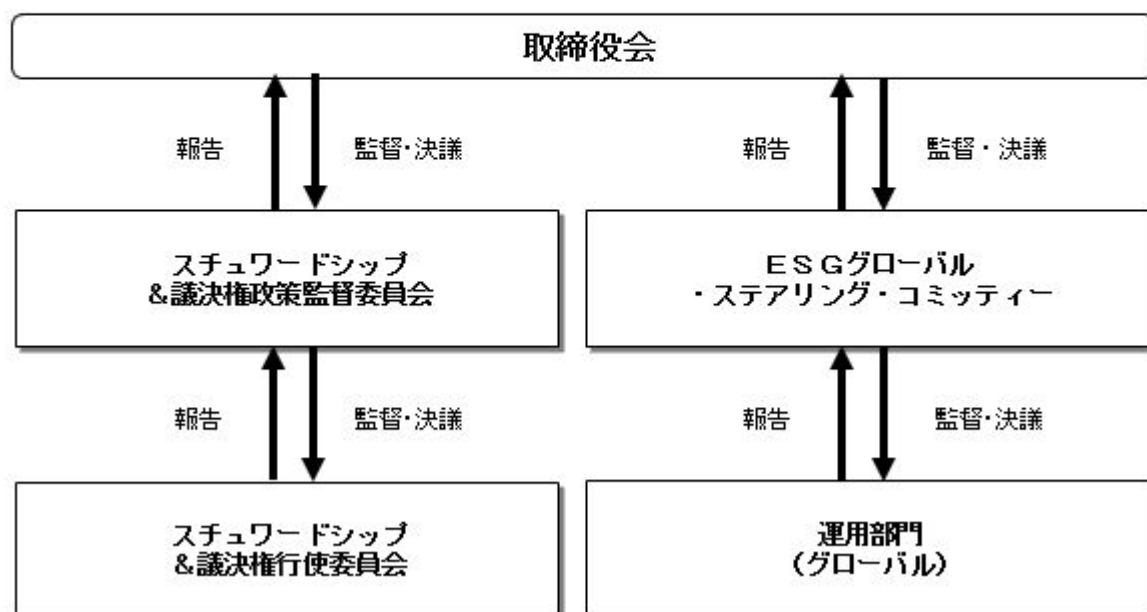 取締役会
報告
監督・決議
報告
監督・決議
スチュワードシップ
&議決権政策監督委員会
ESGグローバル
・ステアリング・コミッティー
報告
監督・決議
報告
監督・決議
スチュワードシップ
&議決権行使委員会
運用部門
(グローバル)